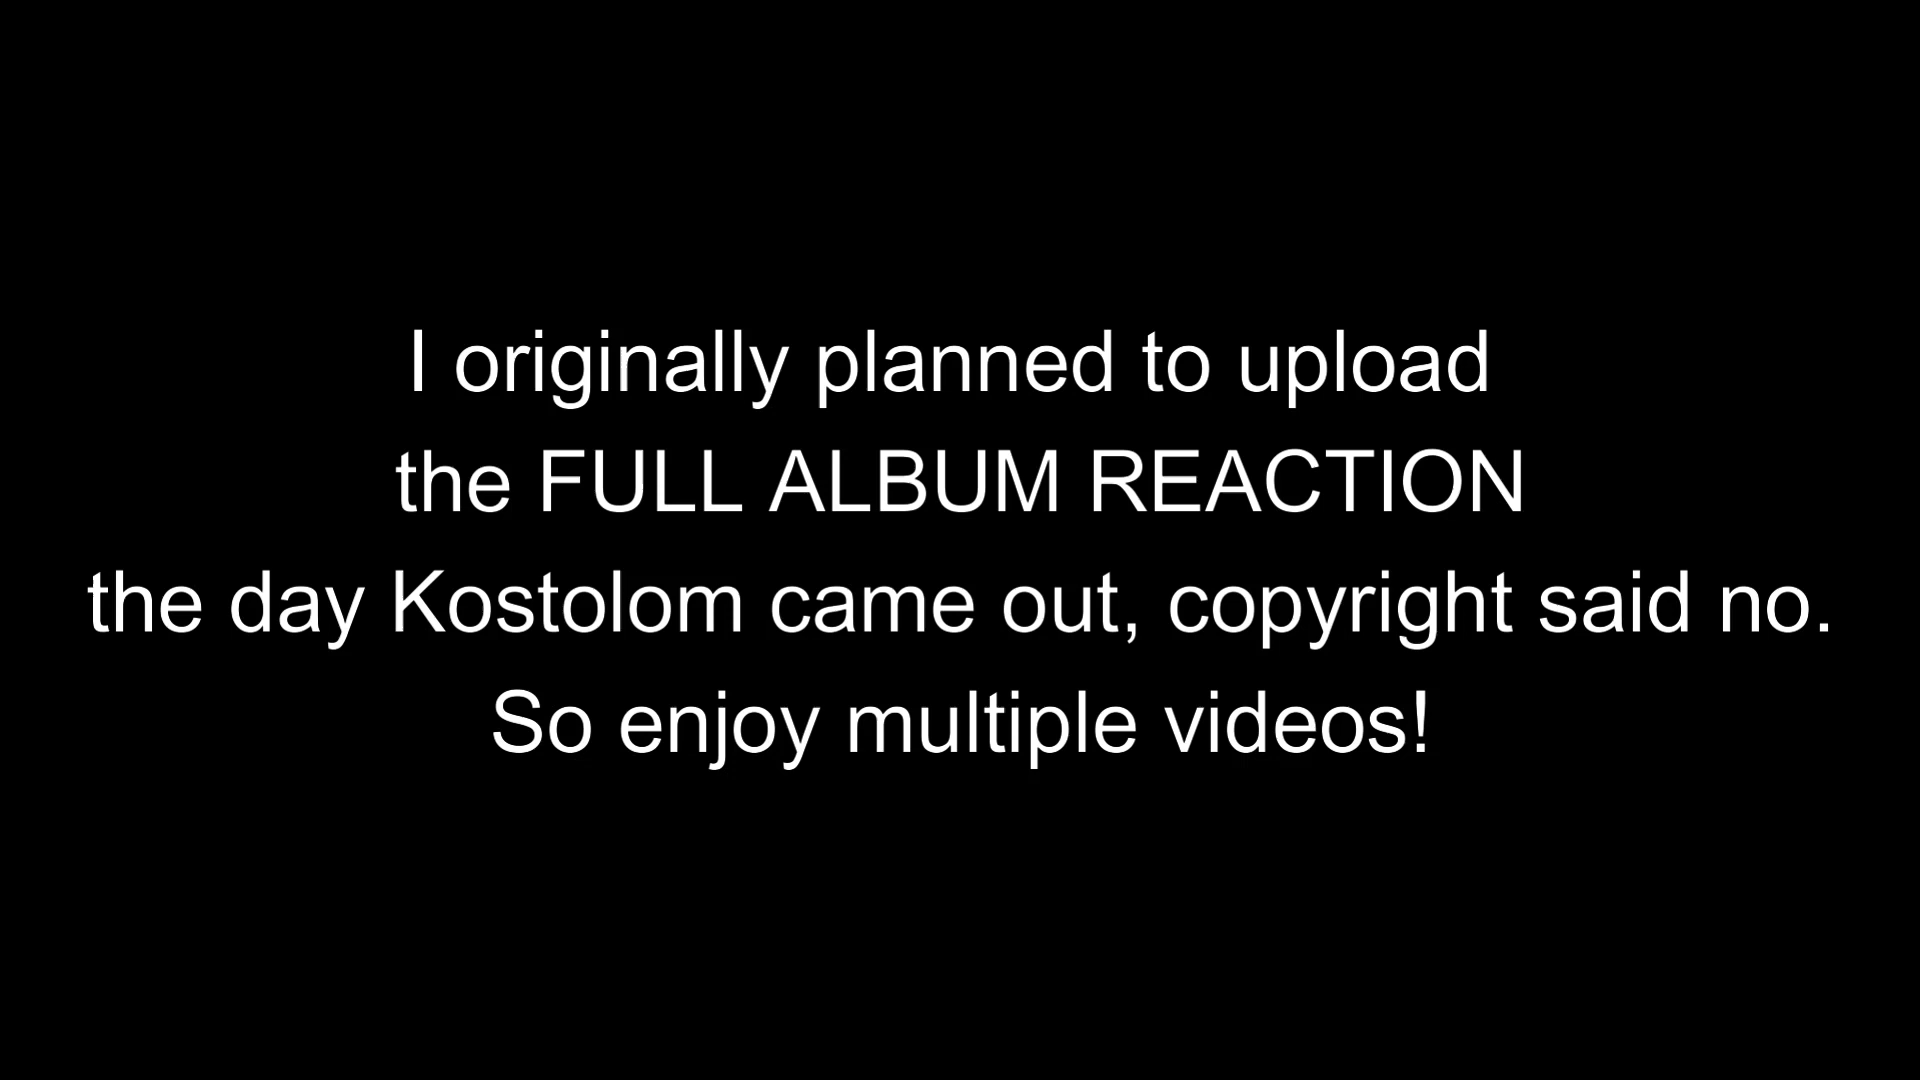 I originally planned to upload
the FULL ALBUM REACTION
the day Kostolom came out, copyright said no.
So enjoy multiple videos!